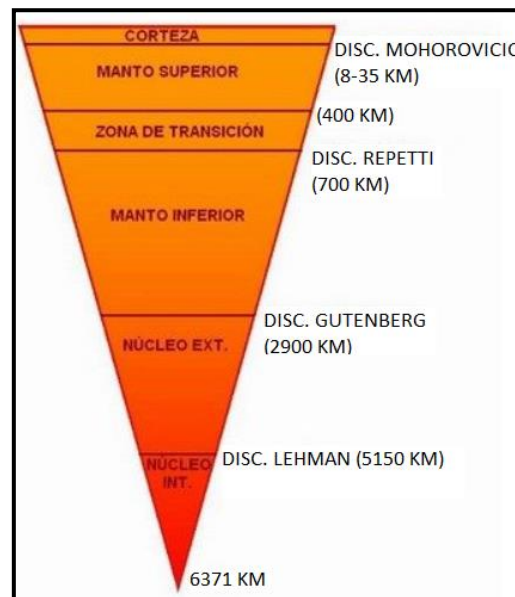 CORTEZA
DISC. MOHOROVICIC
(8-35 KM)
MANTO SUPERIOR
(400 KM)
ZONA DE TRANSICIÓN
DISC. REPETTI
(700 KM)
MANTO INFERIOR
DISC. GUTENBERG
(2900 KM)
NÚCLEO EXT.
DISC. LEHMAN (5150 KM)
NÚCLEO
INT.
6371 KM